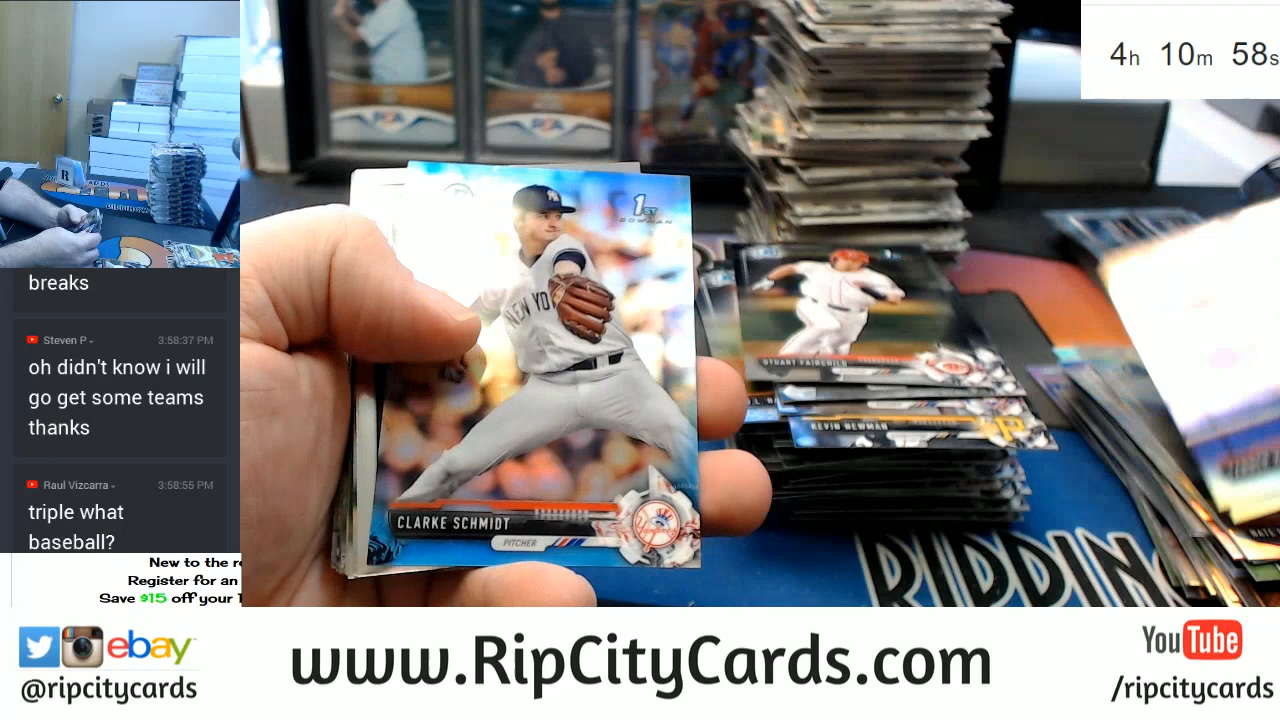 4h 10m 58s
breaks
Steven P
3:58:37 PM
oh didn't know i will
go get some teams
thanks
Raul Vizcarra
3:58:55 PM
triple what
baseball?
New to the r
Register for an
Save $15 off your 1
R
1ST
BOWMAN
NEW YO
CLARKE SCHMIDT
PITCHER
STUART FAIRCHILD
KEVIN NEWMAN
P
RIPPIN
ebay
@ripcitycards
www.RipCityCards.com
YouTube
/ripcitycards